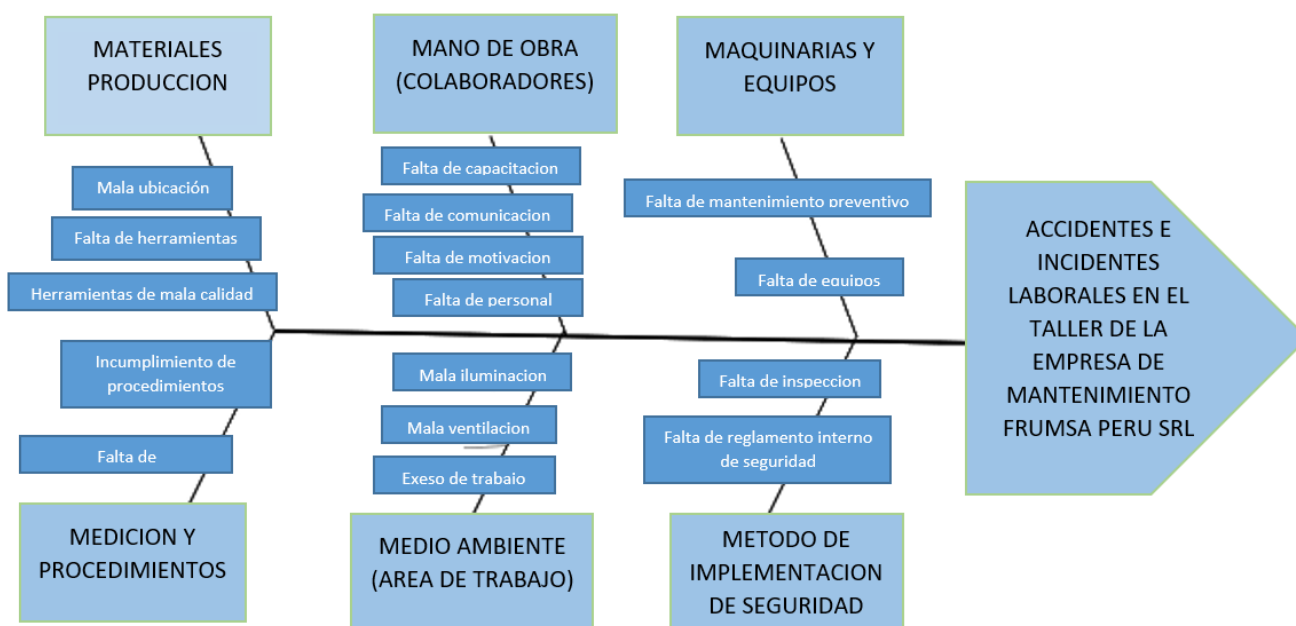 MATERIALES
PRODUCCION
MANO DE OBRA
(COLABORADORES)
MAQUINARIAS Y
EQUIPOS
Mala ubicación
Falta de herramientas
Herramientas de mala calidad
Falta de capacitacion
Falta de comunicacion
Falta de motivacion
Falta de personal
Falta de mantenimiento preventivo
Falta de equipos
ACCIDENTES E
INCIDENTES
LABORALES EN EL
TALLER DE LA
EMPRESA DE
MANTENIMIENTO
FRUMSA PERU SRL
Incumplimiento de
procedimientos
Falta de
Mala iluminacion
Mala ventilacion
Exeso de trabajo
Falta de inspeccion
Falta de reglamento interno
de seguridad
MEDICION Y
PROCEDIMIENTOS
MEDIO AMBIENTE
(AREA DE TRABAJO)
METODO DE
IMPLEMENTACION
DE SEGURIDAD